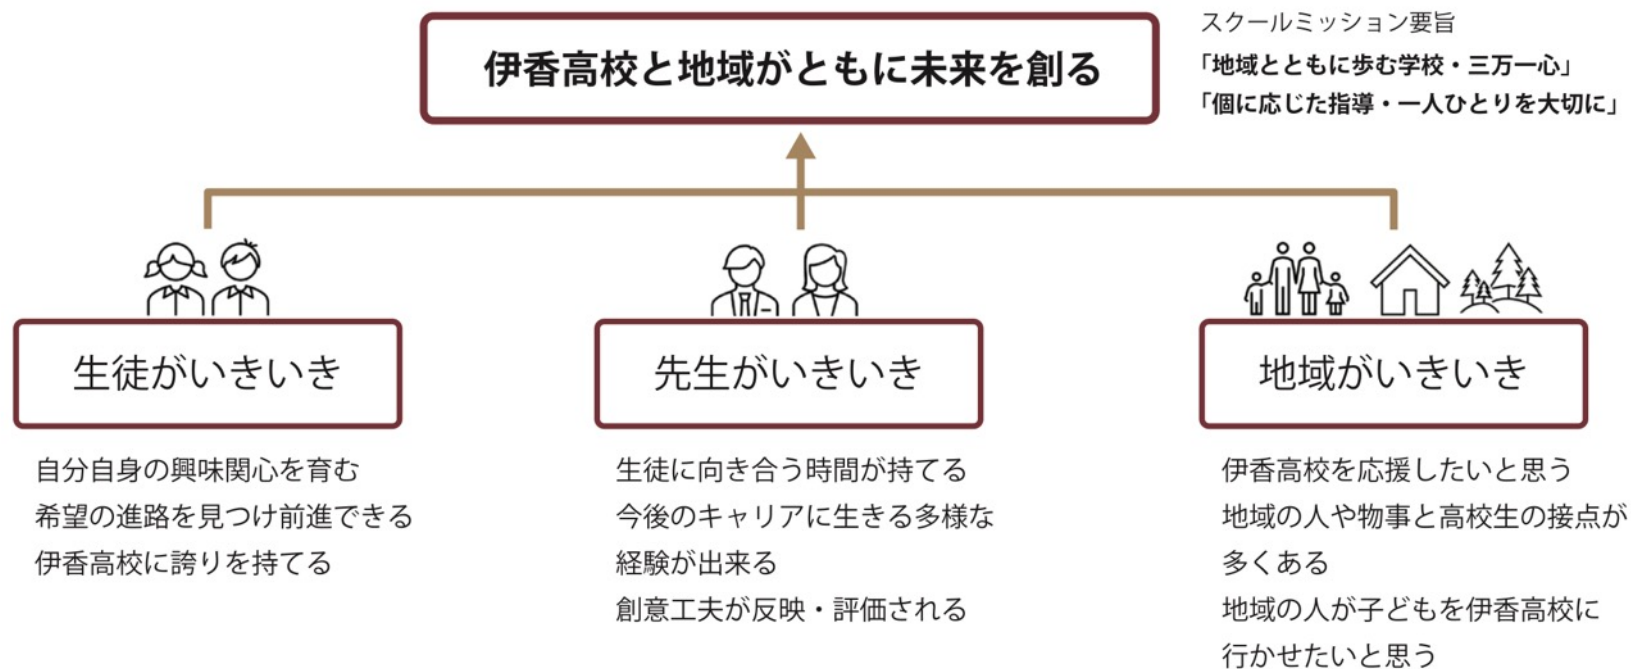 伊香高校と地域がともに未来を創る
スクールミッション要旨
「地域とともに歩む学校・三万一心」
「個に応じた指導・一人ひとりを大切に」
生徒がいきいき
自分自身の興味関心を育む
希望の進路を見つけ前進できる
伊香高校に誇りを持てる
先生がいきいき
生徒に向き合う時間が持てる
今後のキャリアに生きる多様な
経験が出来る
創意工夫が反映・評価される
地域がいきいき
伊香高校を応援したいと思う
地域の人や物事と高校生の接点が
多くある
地域の人が子どもを伊香高校に
行かせたいと思う